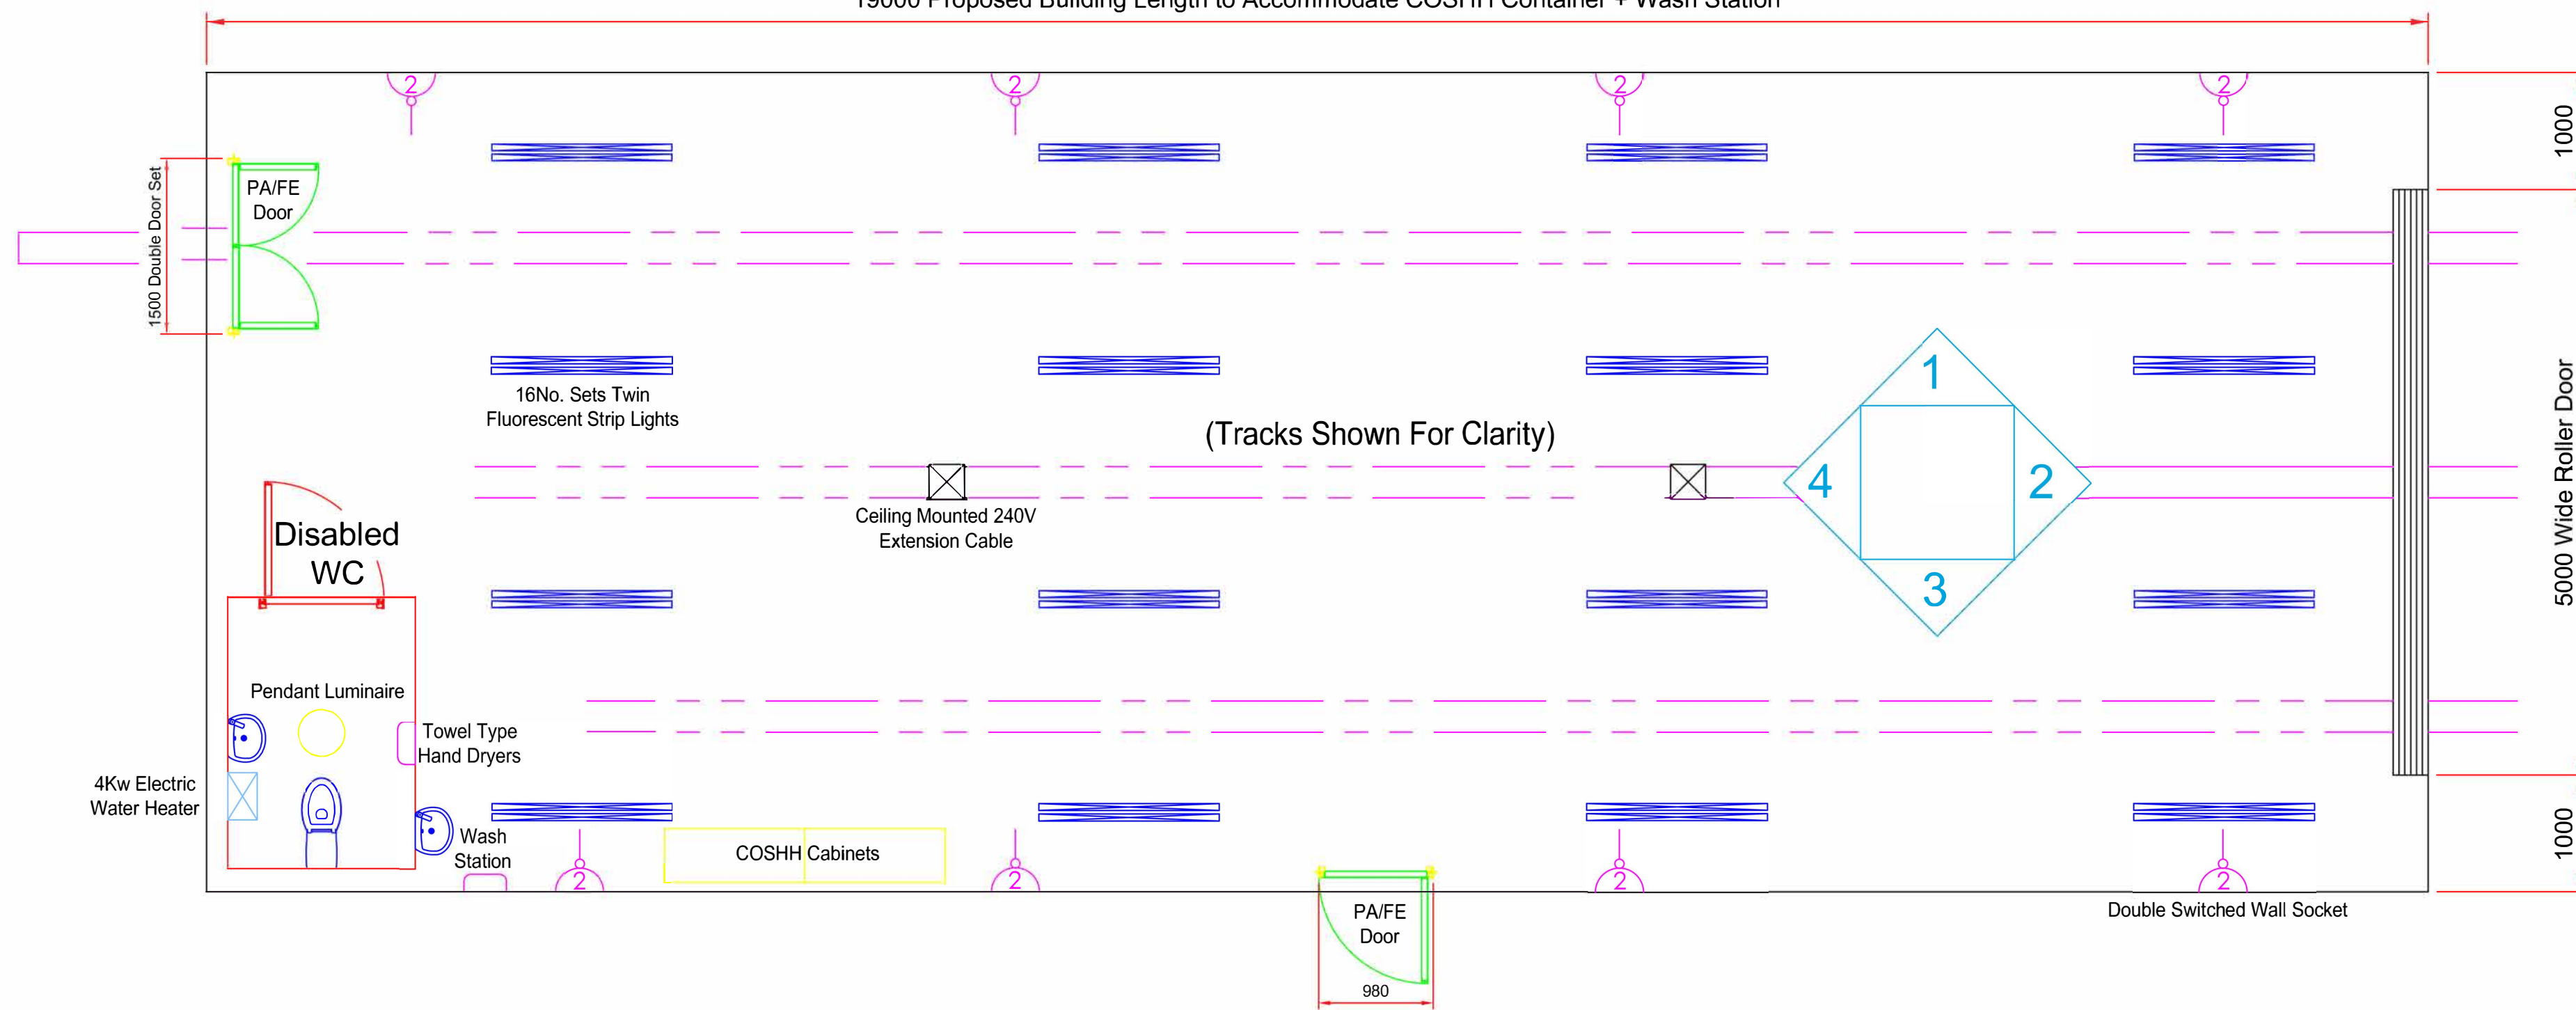 19000 Proposed Building Length to Accommodate COSHH Container + Wash Station
2
2
2
2
1000
1500 Double Door Set
PA/FE
Door
16No. Sets Twin
Fluorescent Strip Lights
(Tracks Shown For Clarity)
1
2
3
4
5000 Wide Roller Door
Ceiling Mounted 240V
Extension Cable
Disabled
WC
Pendant Luminaire
Towel Type
Hand Dryers
4Kw Electric
Water Heater
Wash
Station
COSHH Cabinets
2
2
2
2
1000
PA/FE
Door
Double Switched Wall Socket
980